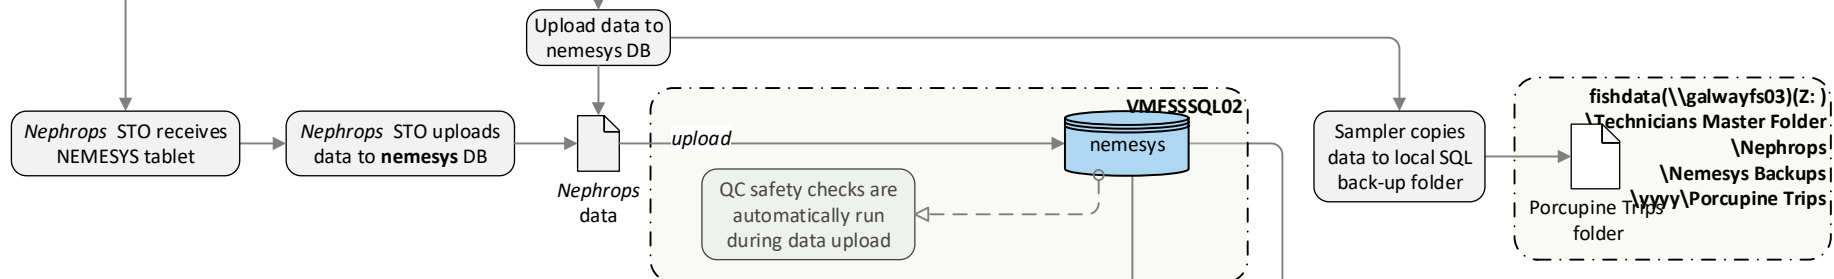 Upload data to
nemesys DB
Nephrops STO receives
NEMESYS tablet
Nephrops STO uploads
data to nemesys DB
Nephrops
data
upload
VMFSSSQL02
nemesys
QC safety checks are
automatically run
during data upload
Sampler copies
data to local SQL
back-up folder
fishdata(\\galwayfs03)(Z: )
\Technicians Master Folder
\Nephrops
\Nemesys Backups
\yyyy\Porcupine Trips
Porcupine Trips
folder